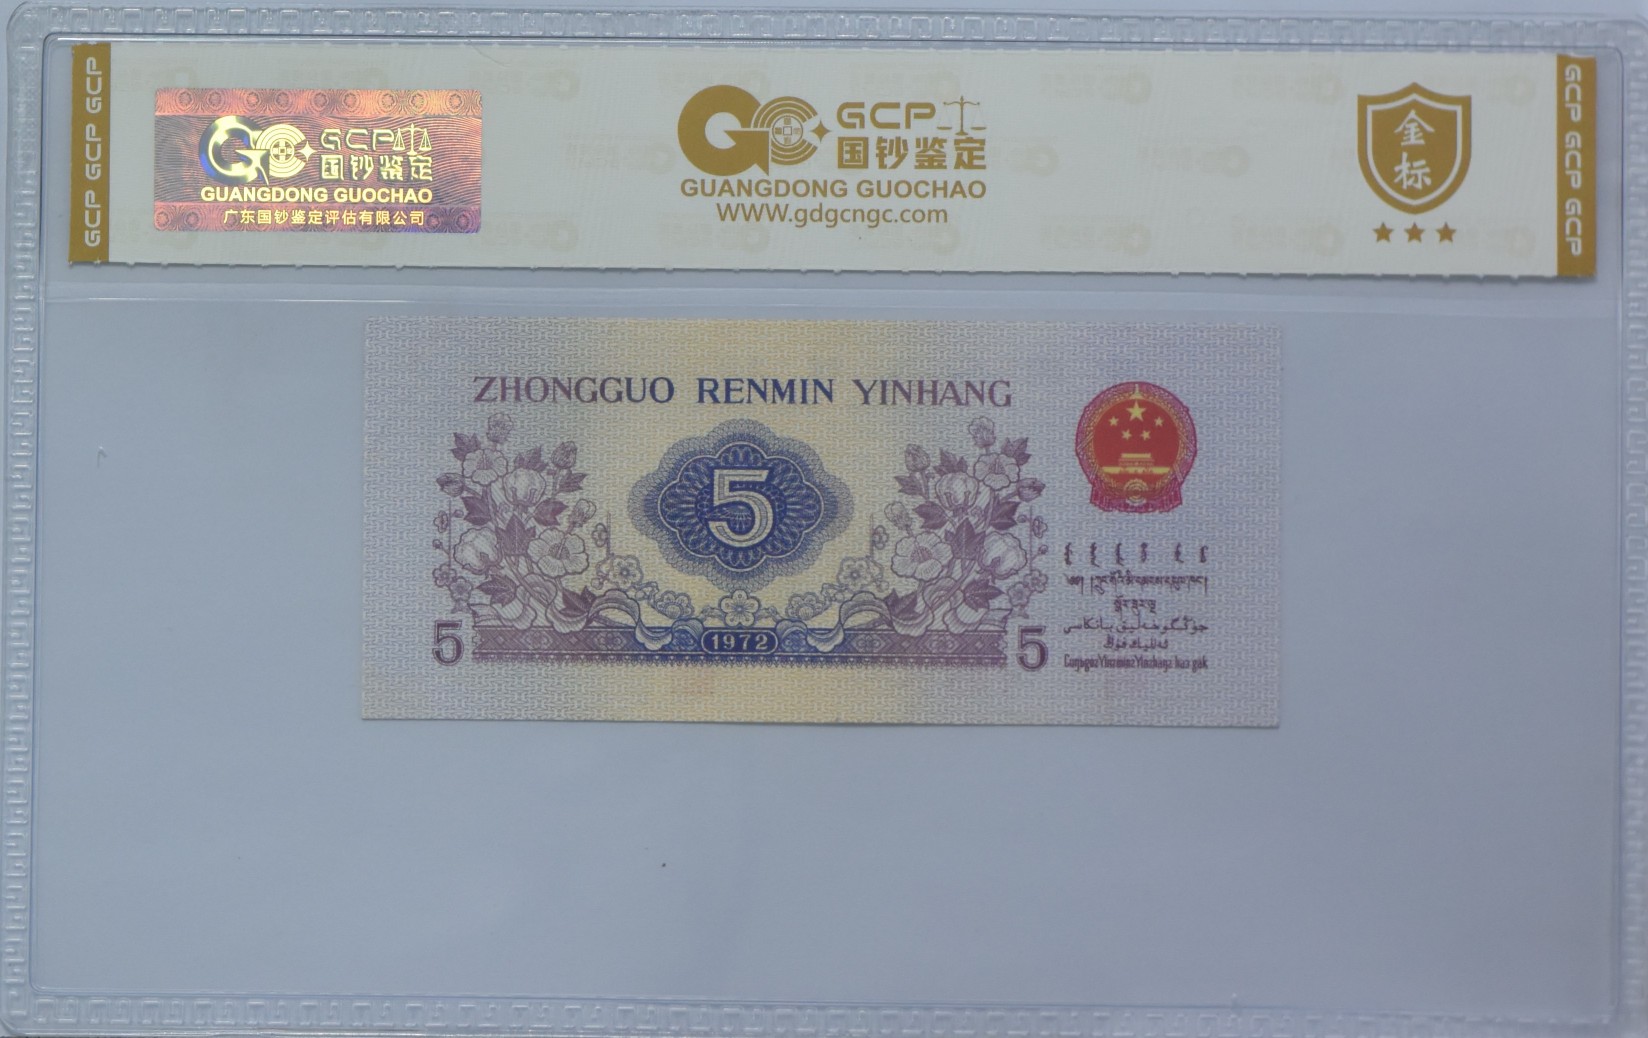 GCP GCP GCP
GCP
国钞鉴定
GUANGDONG GUOCHAO
广东国钞鉴定评估有限公司
GCP
国钞鉴定
GUANGDONG GUOCHAO
WWW.gdgcngc.com
金
标
GCP GCP GCP GCP
ZHONGGUO RENMIN YINHANG
5
1972
5
5